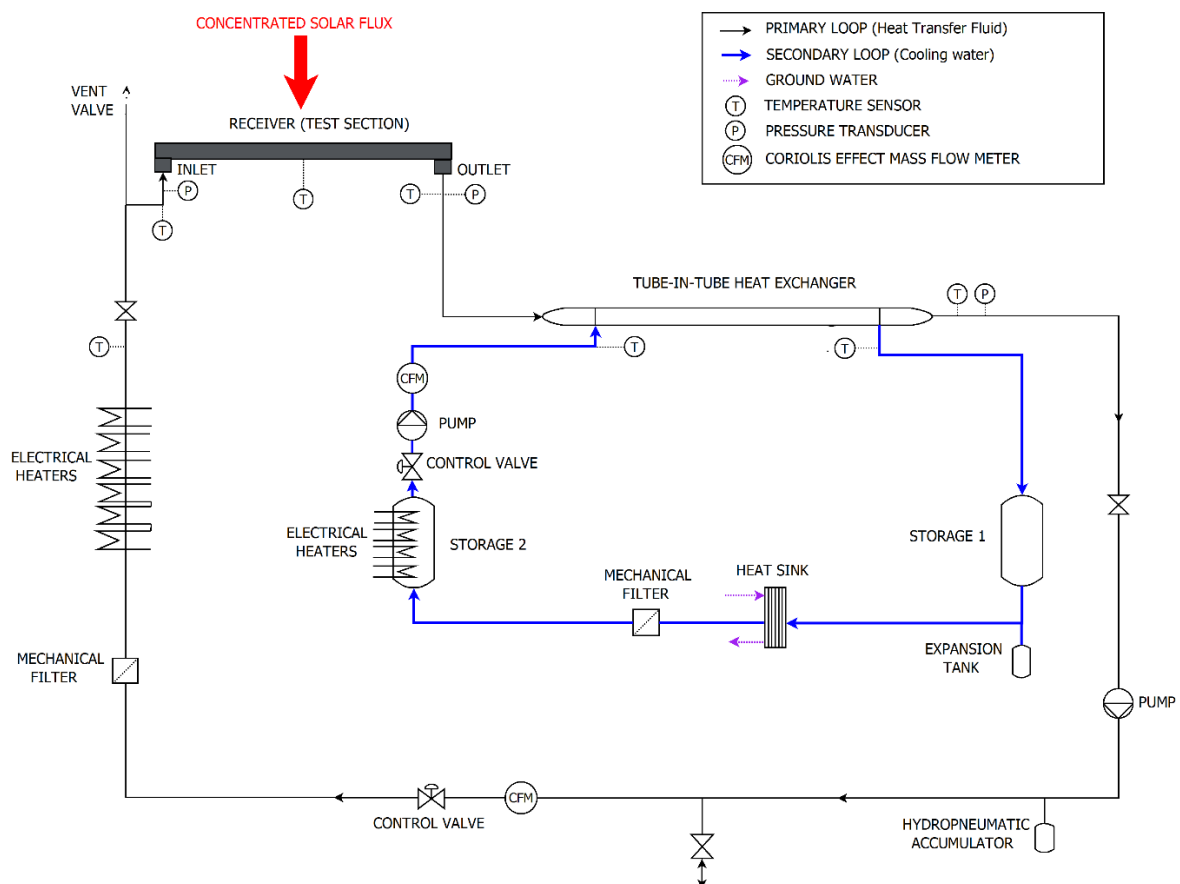 CONCENTRATED SOLAR FLUX
VENT
VALVE
RECEIVER (TEST SECTION)
INLET
OUTLET
P
T
T
T
P
PRIMARY LOOP (Heat Transfer Fluid)
SECONDARY LOOP (Cooling water)
GROUND WATER
T
TEMPERATURE SENSOR
P
PRESSURE TRANSDUCER
CFM
CORIOLIS EFFECT MASS FLOW METER
TUBE-IN-TUBE HEAT EXCHANGER
T
P
T
T
T
CFM
PUMP
CONTROL VALVE
ELECTRICAL
HEATERS
ELECTRICAL
HEATERS
STORAGE 2
STORAGE 1
MECHANICAL
FILTER
HEAT SINK
EXPANSION
TANK
MECHANICAL
FILTER
PUMP
CFM
CONTROL VALVE
HYDROPNEUMATIC
ACCUMULATOR